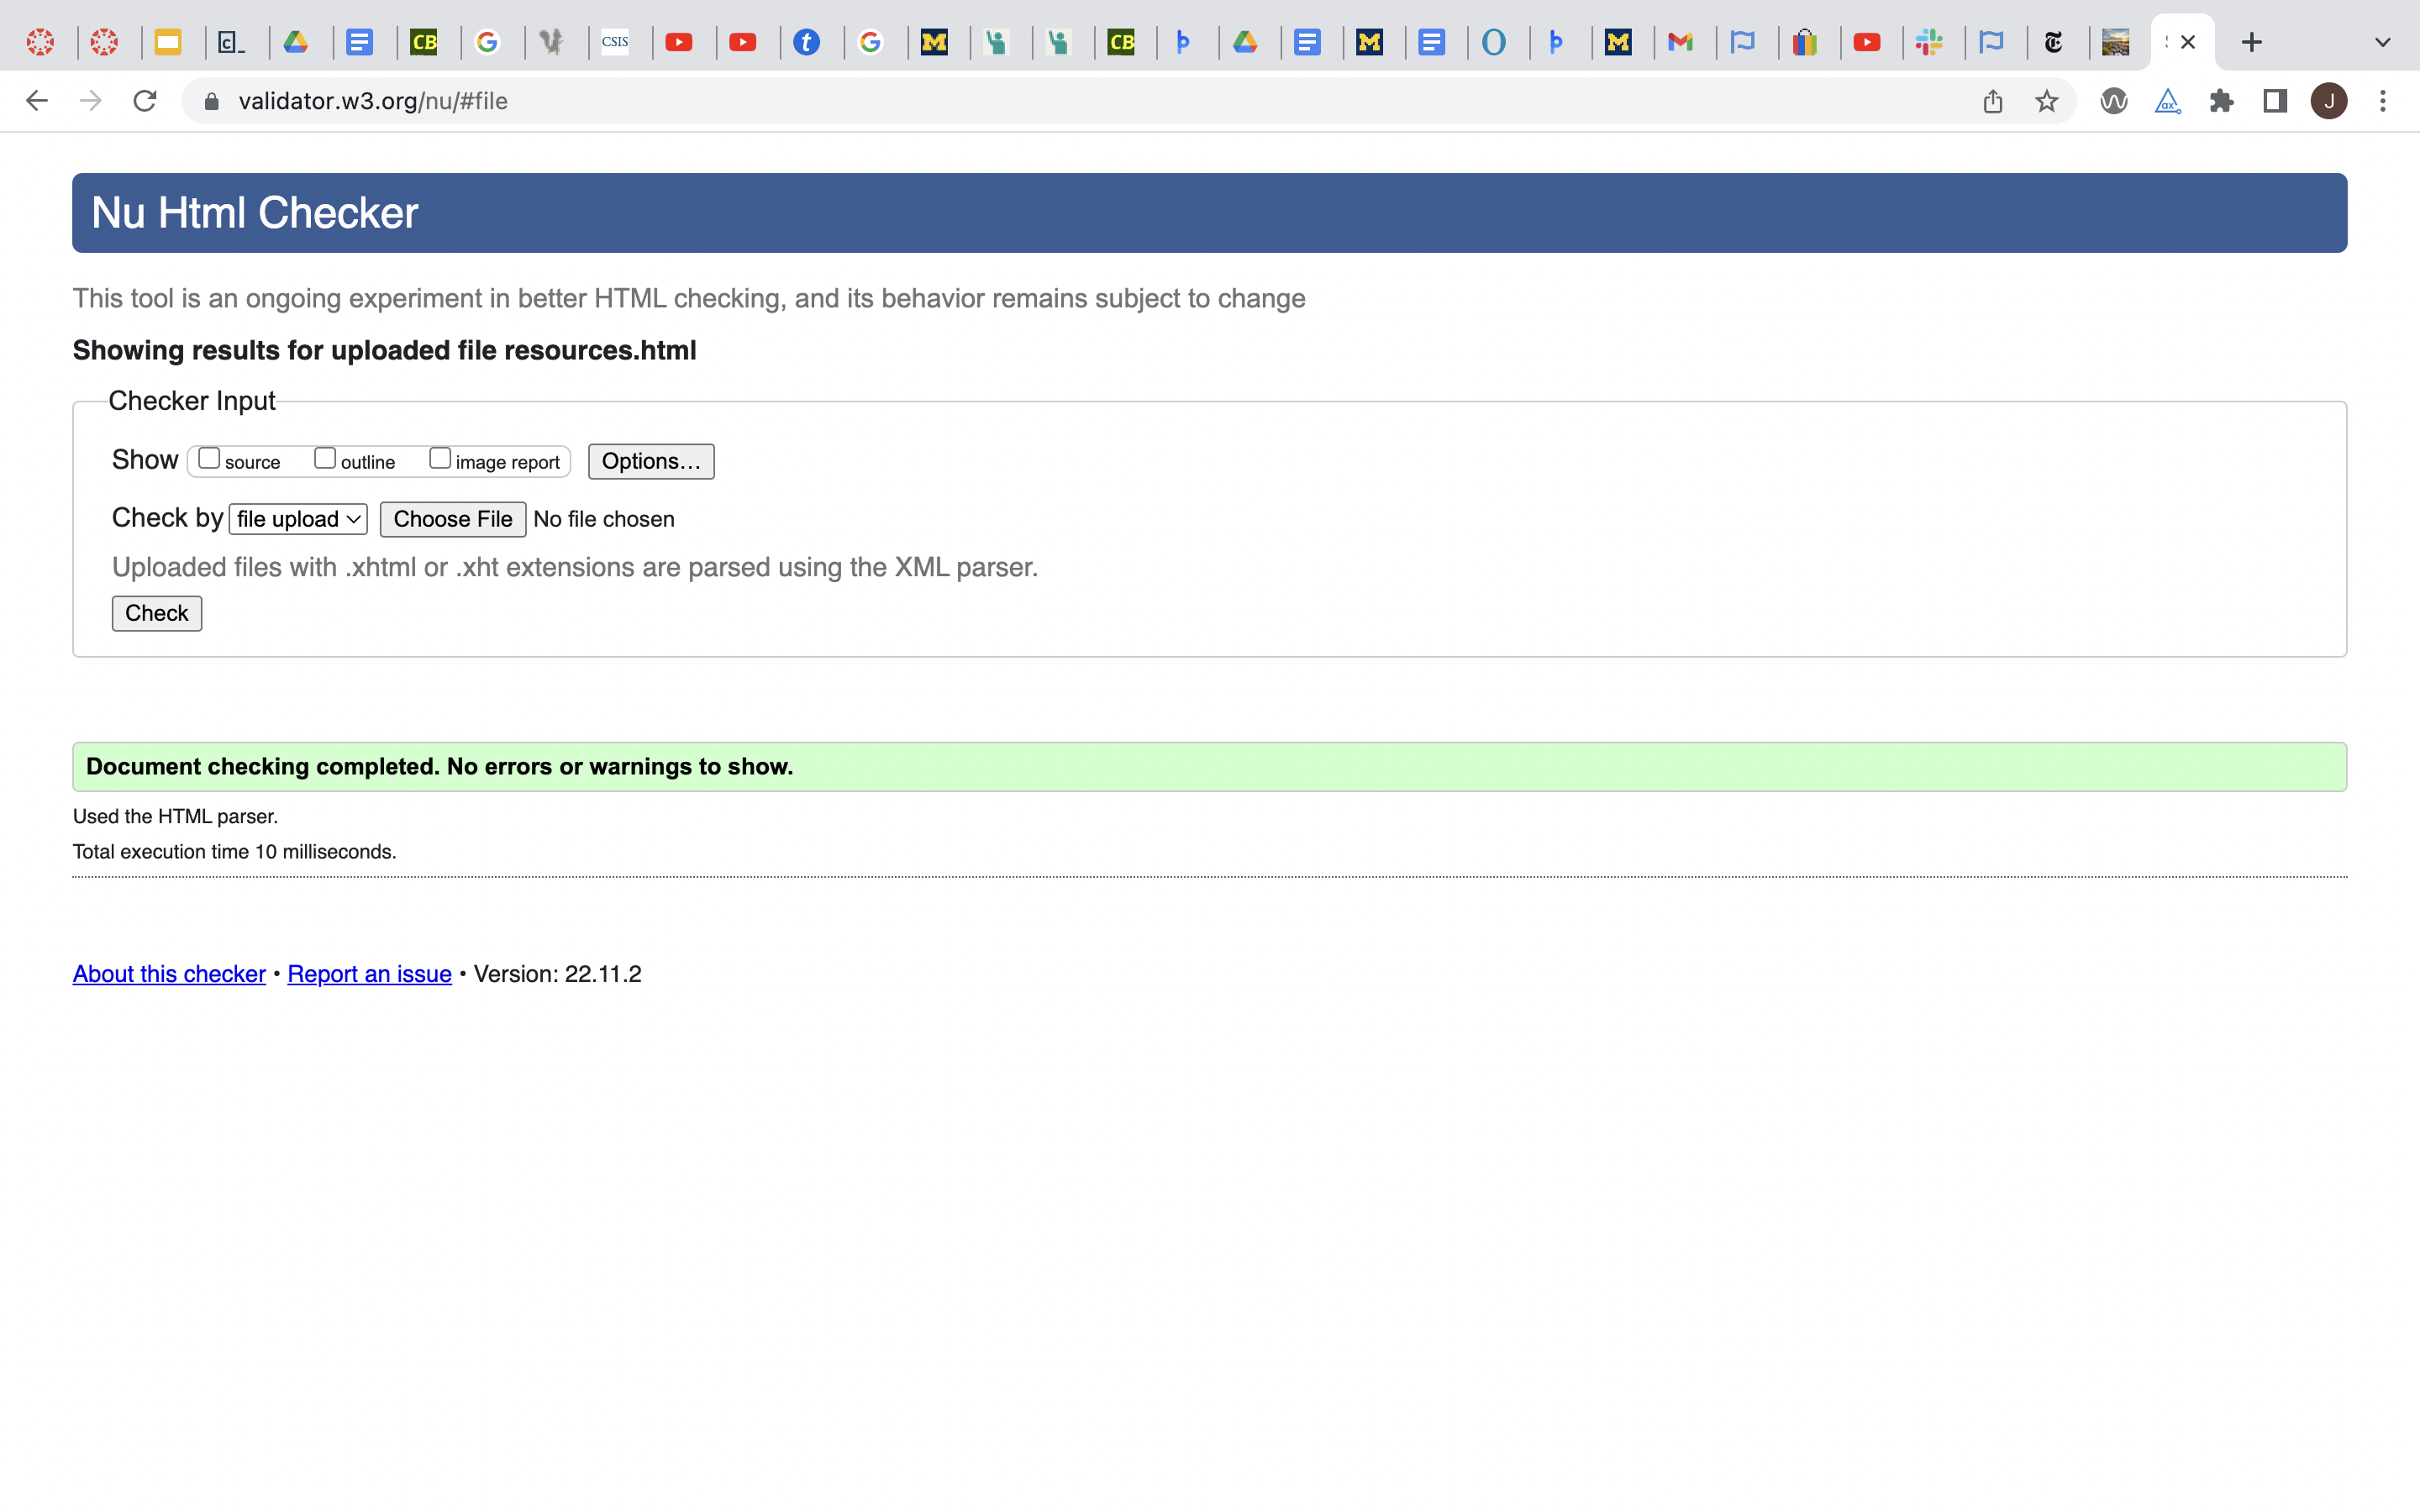 c_
CB
CSIS
t
M
CB
M
O
M
validator.w3.org/nu/#file
ax
J
Nu Html Checker
This tool is an ongoing experiment in better HTML checking, and its behavior remains subject to change
Showing results for uploaded file resources.html
Checker Input
Show source outline image report Options...
Check by file upload Choose File No file chosen
Uploaded files with .xhtml or .xht extensions are parsed using the XML parser.
Check
Document checking completed. No errors or warnings to show.
Used the HTML parser.
Total execution time 10 milliseconds.
About this checker • Report an issue • Version: 22.11.2